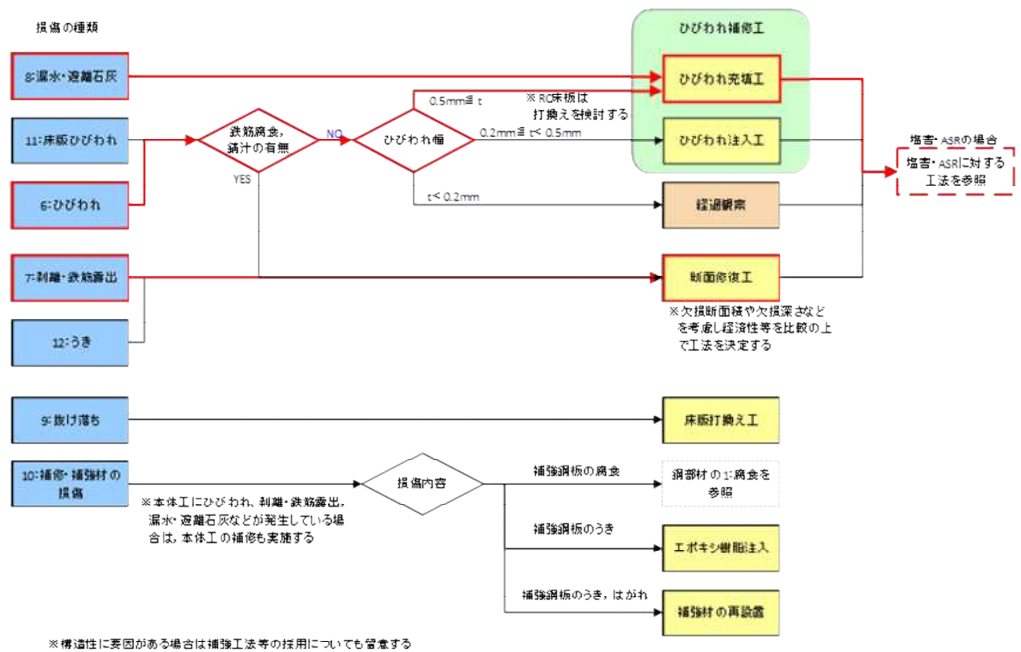 損傷の種類
ひびわれ補修工
8:漏水・遊離石灰
ひびわれ充填工
0.5mm≦t
※ RC床板は
打換えを検討する
11:床版ひびわれ
鉄筋腐食,
錆汁の有無
NO
ひびわれ幅
0.2mm≦t<0.5mm
ひびわれ注入工
塩害・ASRの場合
塩害・ASRに対する
工法を参照
YES
6:ひびわれ
t<0.2mm
経過観察
7:剥離・鉄筋露出
断面修復工
※欠損断面積や欠損深さなど
を考慮し経済性等を比較の上
で工法を決定する
12:うき
9:抜け落ち
床版打換え工
10:補修・補強材の
損傷
損傷内容
補強鋼板の腐食
鋼部材の1:腐食を
参照
※本体工にひびわれ、剥離・鉄筋露出,
漏水・遊離石灰などが発生している場
合は,本体工の補修も実施する
補強鋼板のうき
エポキシ樹脂注入
補強鋼板のうき,はがれ
補強材の再設置
※構造性に要因がある場合は補強工法等の採用についても留意する